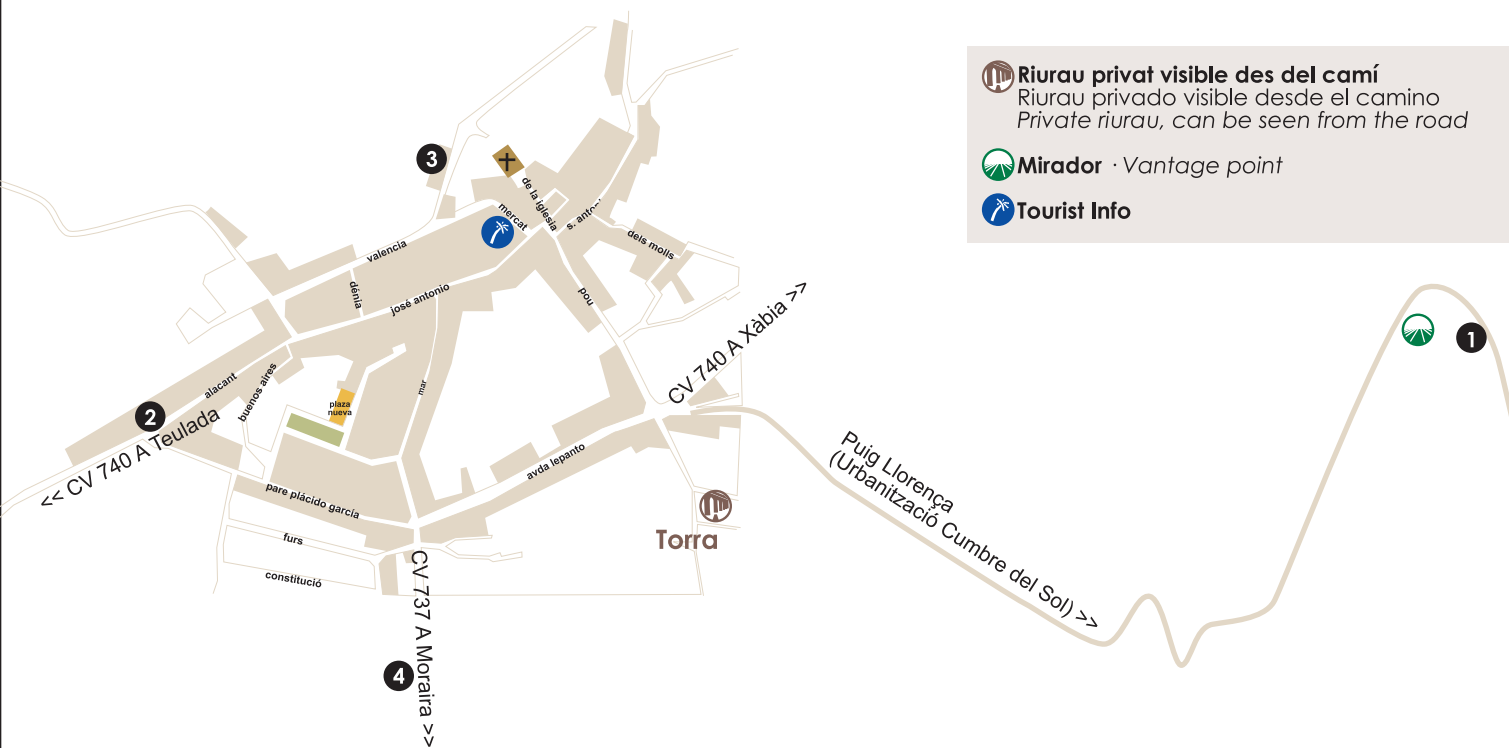 Riurau privat visible des del camí
Riurau privado visible desde el camino
Private riurau, can be seen from the road
Mirador · Vantage point
Tourist Info
3
de la iglesia
mercat
s. anto
deis molls
valencia
dénia
josé antonio
pou
CV 740 A Xàbia >>
1
alacant
buenos aires
mar
plaza
nueva
2
<< CV 740 A Teulada
avda lepanto
Puig Llorença
(Urbanització Cumbre del Sol) >>
pare plácido garcía
furs
constitució
Torra
CV 737 A Moraira >>
4